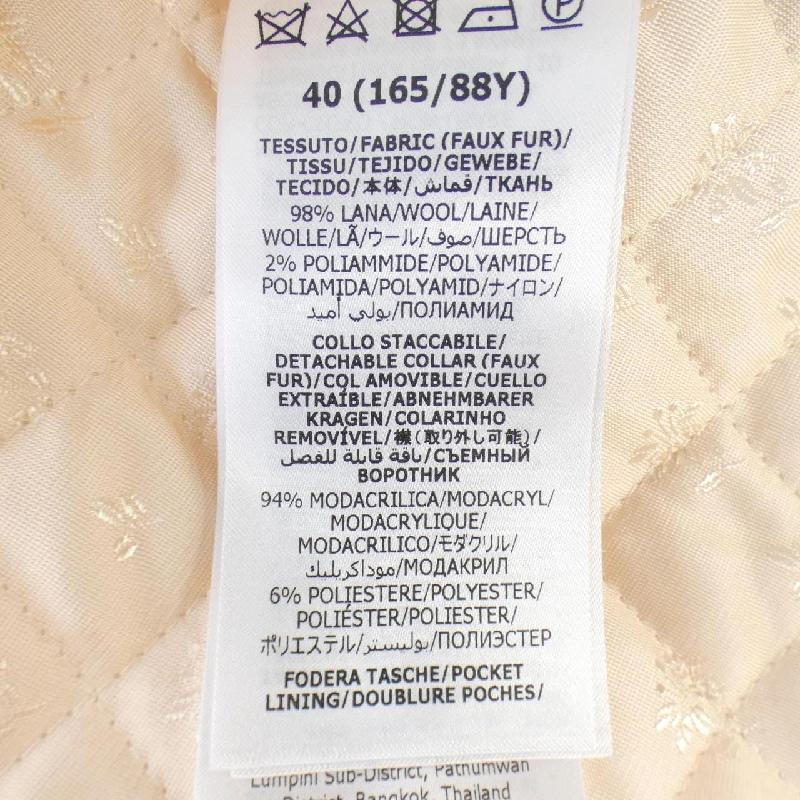 P
40 (165/88Y)
TESSUTO/FABRIC (FAUX FUR)/
TISSU/TEJIDO/GEWEBE/
TECIDO/本体/قماش/ТКАНЬ
98% LANA/WOOL/LAINE/
WOLLE/LÃ/ウール/صوف/ШЕРСТЬ
2% POLIAMMIDE/POLYAMIDE/
POLIAMIDA/POLYAMID/ナイロン/
بولي أميد/ПОЛИАМИД
COLLO STACCABILE/
DETACHABLE COLLAR (FAUX
FUR)/COL AMOVIBLE/CUELLO
EXTRAÍBLE/ABNEHMBARER
KRAGEN/COLARINHO
REMOVÍVEL/襟(取り外し可能)/
ياقة قابلة للفصل/СЪЕМНЫЙ
ВОРОТНИК
94% MODACRILICA/MODACRYL/
MODACRYLIQUE/
MODACRILICO/モダクリル/
موداكريليك/МОДАКРИЛ
6% POLIESTERE/POLYESTER/
POLIÉSTER/POLIESTER/
ポリエステル/بوليستر/ПОЛИЭСТЕР
FODERA TASCHE/POCKET
LINING/DOUBLURE POCHES/
Lumpini Sub-District, Pathumwan
District, Bangkok, Thailand